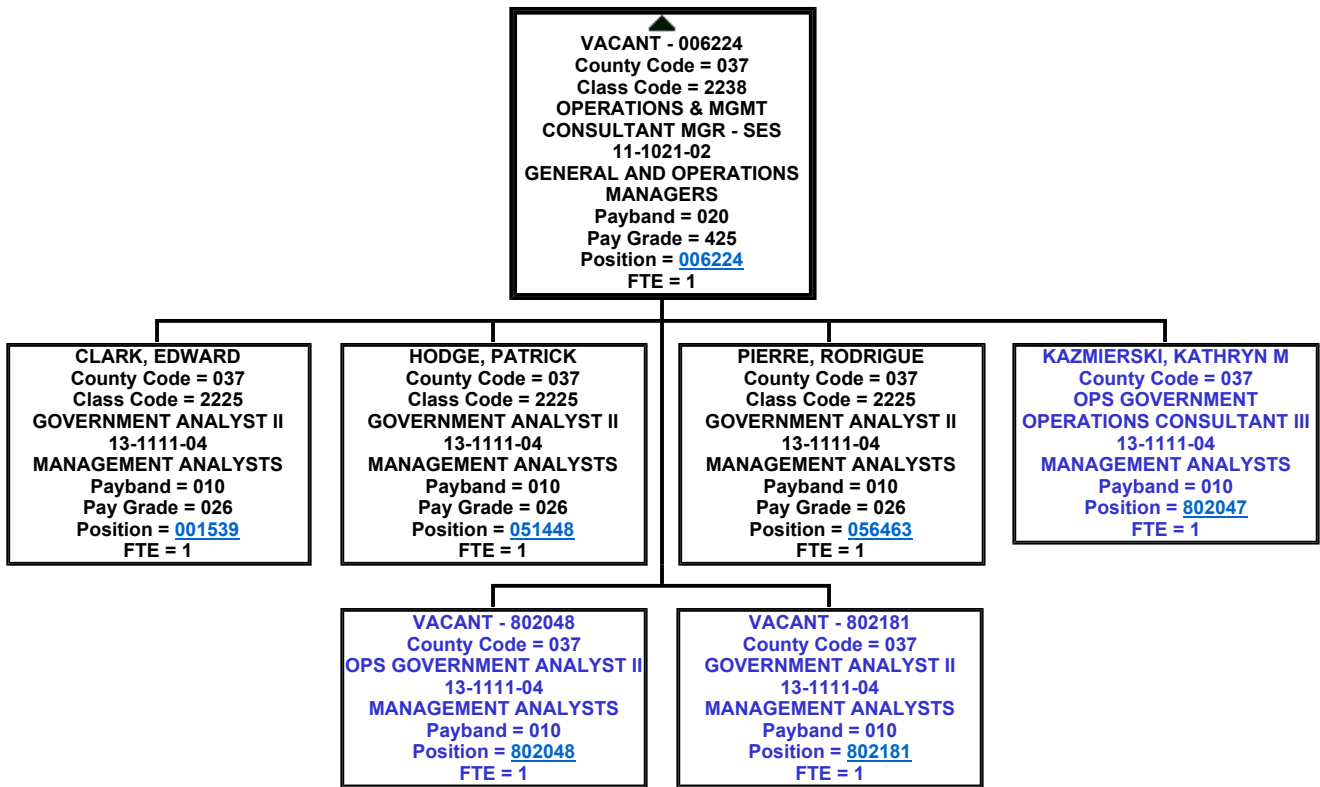 VACANT - 006224
County Code = 037
Class Code = 2238
OPERATIONS & MGMT
CONSULTANT MGR - SES
11-1021-02
GENERAL AND OPERATIONS
MANAGERS
Payband = 020
Pay Grade = 425
Position = 006224
FTE = 1
CLARK, EDWARD
County Code = 037
Class Code = 2225
GOVERNMENT ANALYST II
13-1111-04
MANAGEMENT ANALYSTS
Payband = 010
Pay Grade = 026
Position = 001539
FTE = 1
HODGE, PATRICK
County Code = 037
Class Code = 2225
GOVERNMENT ANALYST II
13-1111-04
MANAGEMENT ANALYSTS
Payband = 010
Pay Grade = 026
Position = 051448
FTE = 1
PIERRE, RODRIGUE
County Code = 037
Class Code = 2225
GOVERNMENT ANALYST II
13-1111-04
MANAGEMENT ANALYSTS
Payband = 010
Pay Grade = 026
Position = 056463
FTE = 1
KAZMIERSKI, KATHRYN M
County Code = 037
OPS GOVERNMENT
OPERATIONS CONSULTANT III
13-1111-04
MANAGEMENT ANALYSTS
Payband = 010
Position = 802047
FTE = 1
VACANT - 802048
County Code = 037
OPS GOVERNMENT ANALYST II
13-1111-04
MANAGEMENT ANALYSTS
Payband = 010
Position = 802048
FTE = 1
VACANT - 802181
County Code = 037
GOVERNMENT ANALYST II
13-1111-04
MANAGEMENT ANALYSTS
Payband = 010
Position = 802181
FTE = 1